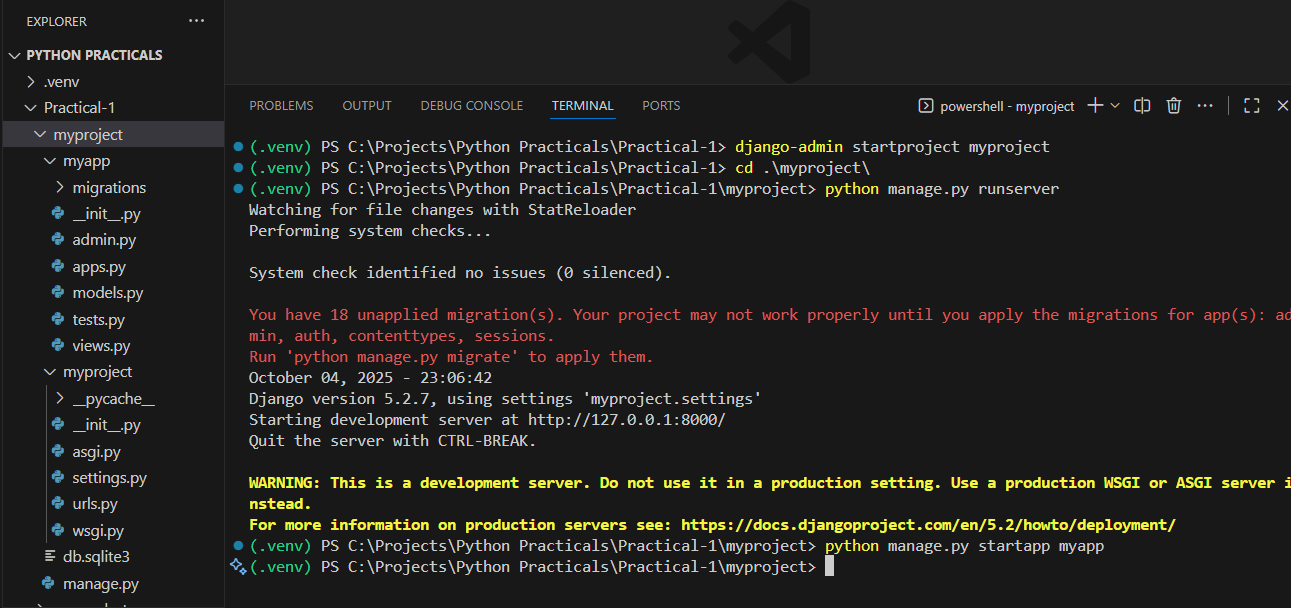 EXPLORER
...
PYTHON PRACTICALS
.venv
Practical-1
myproject
myapp
migrations
__init__.py
admin.py
apps.py
models.py
tests.py
views.py
myproject
__pycache__
__init__.py
asgi.py
settings.py
urls.py
wsgi.py
db.sqlite3
manage.py
PROBLEMS OUTPUT DEBUG CONSOLE TERMINAL PORTS powershell - myproject
(.venv) PS C:\Projects\Python Practicals\Practical-1> django-admin startproject myproject
(.venv) PS C:\Projects\Python Practicals\Practical-1> cd .\myproject\
(.venv) PS C:\Projects\Python Practicals\Practical-1\myproject> python manage.py runserver
Watching for file changes with StatReloader
Performing system checks...
System check identified no issues (0 silenced).
You have 18 unapplied migration(s). Your project may not work properly until you apply the migrations for app(s): ad
min, auth, contenttypes, sessions.
Run 'python manage.py migrate' to apply them.
October 04, 2025 - 23:06:42
Django version 5.2.7, using settings 'myproject.settings'
Starting development server at http://127.0.0.1:8000/
Quit the server with CTRL-BREAK.
WARNING: This is a development server. Do not use it in a production setting. Use a production WSGI or ASGI server i
nstead.
For more information on production servers see: https://docs.djangoproject.com/en/5.2/howto/deployment/
(.venv) PS C:\Projects\Python Practicals\Practical-1\myproject> python manage.py startapp myapp
(.venv) PS C:\Projects\Python Practicals\Practical-1\myproject>